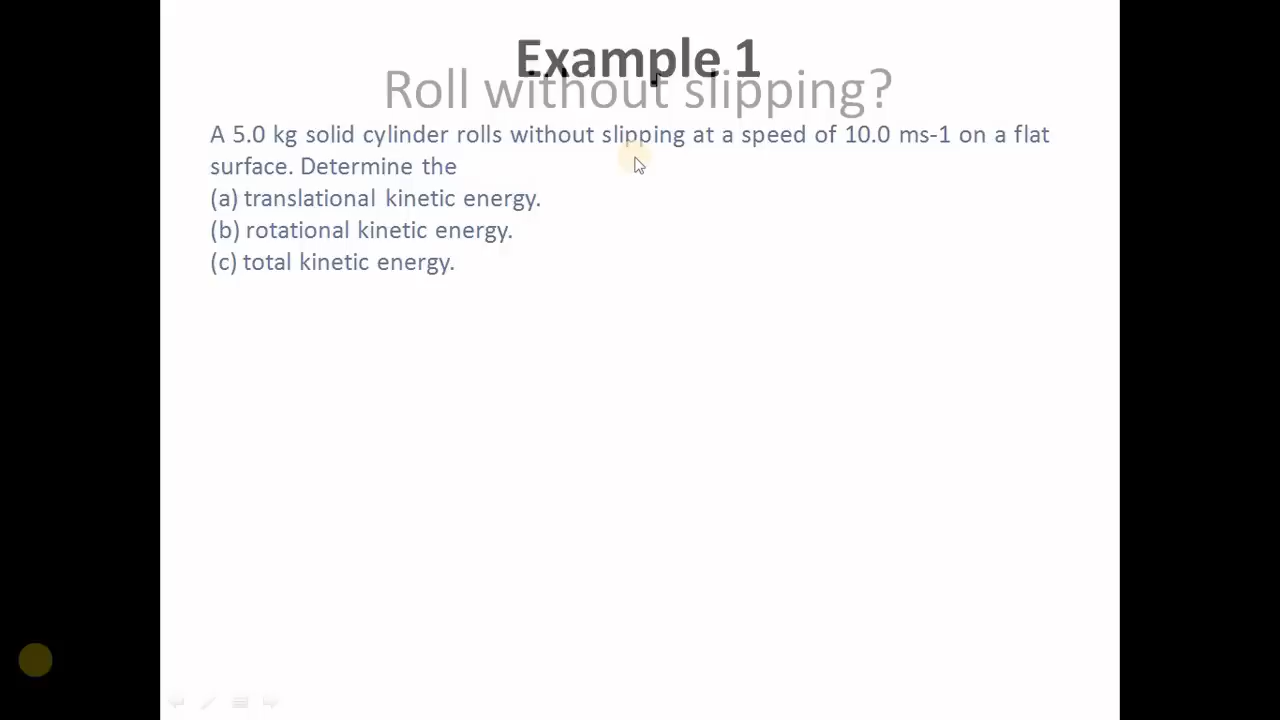 Example 1
Roll without slipping?
A 5.0 kg solid cylinder rolls without slipping at a speed of 10.0 ms-1 on a flat
surface. Determine the
(a) translational kinetic energy.
(b) rotational kinetic energy.
(c) total kinetic energy.